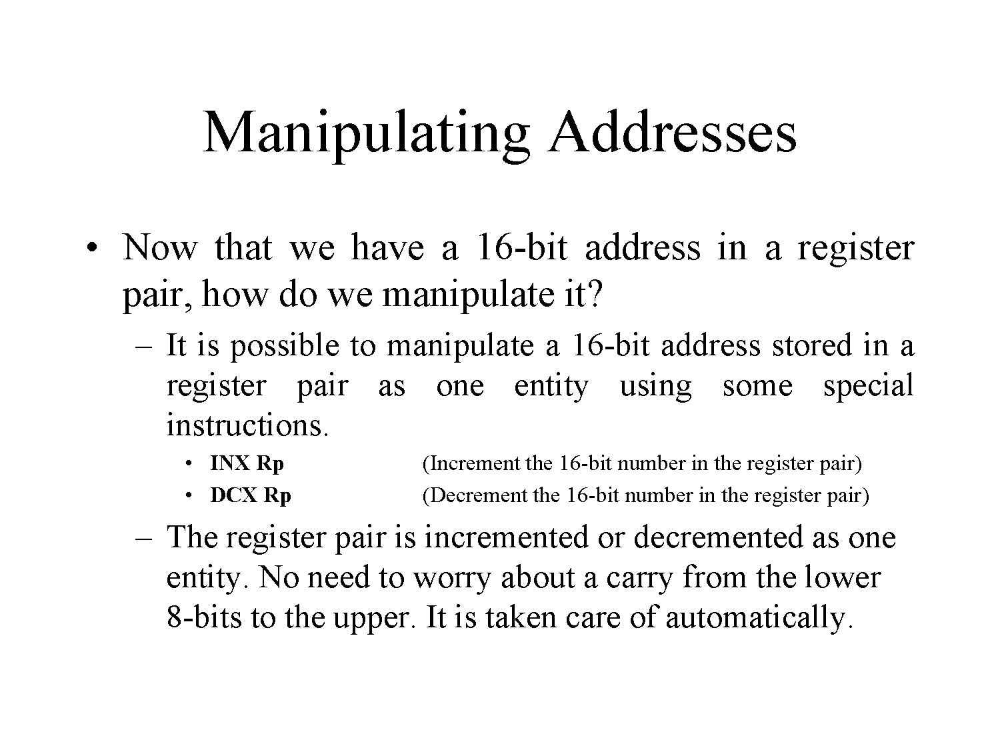 Manipulating Addresses
• Now that we have a 16-bit address in a register
pair, how do we manipulate it?
– It is possible to manipulate a 16-bit address stored in a
register pair as one entity using some special
instructions.
• INX Rp (Increment the 16-bit number in the register pair)
• DCX Rp (Decrement the 16-bit number in the register pair)
– The register pair is incremented or decremented as one
entity. No need to worry about a carry from the lower
8-bits to the upper. It is taken care of automatically.